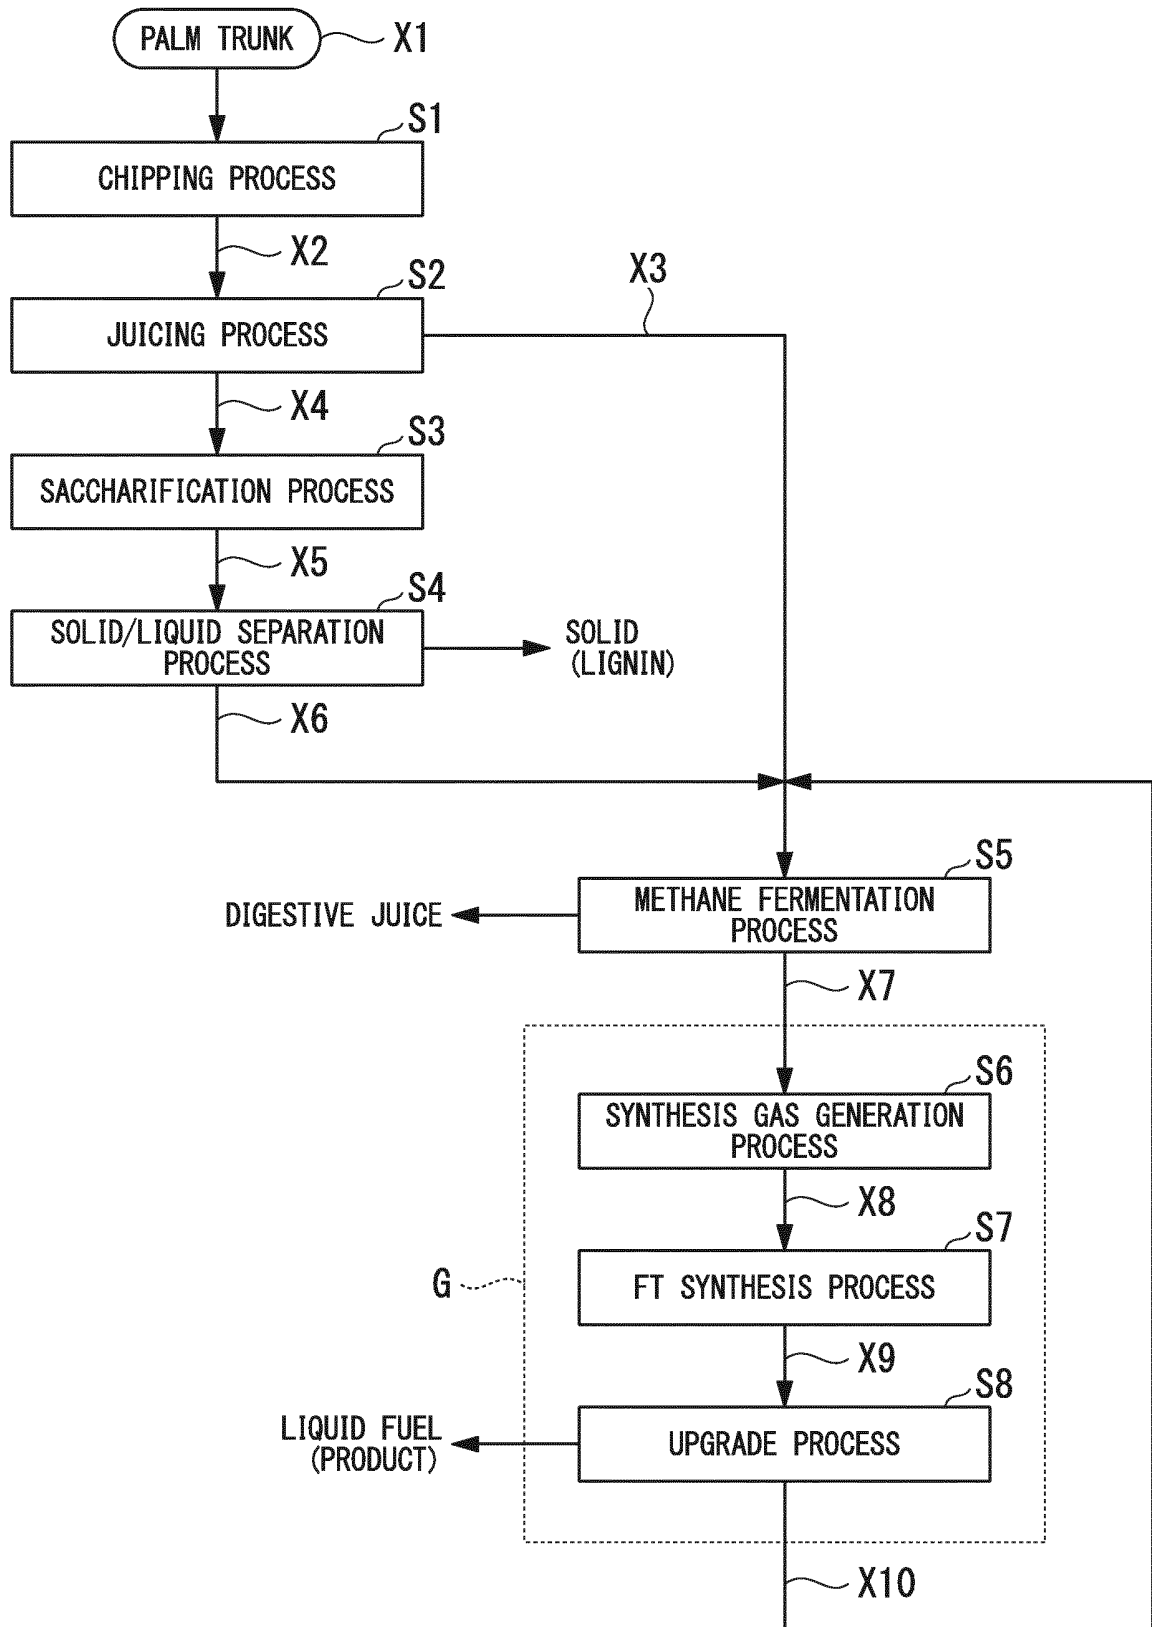 PALM TRUNK
X1
S1
CHIPPING PROCESS
X2
S2
X3
JUICING PROCESS
X4
S3
SACCHARIFICATION PROCESS
X5
S4
SOLID/LIQUID SEPARATION
PROCESS
SOLID
(LIGNIN)
X6
S5
METHANE FERMENTATION
PROCESS
DIGESTIVE JUICE
X7
S6
SYNTHESIS GAS GENERATION
PROCESS
X8
S7
G
FT SYNTHESIS PROCESS
X9
S8
UPGRADE PROCESS
LIQUID FUEL
(PRODUCT)
X10